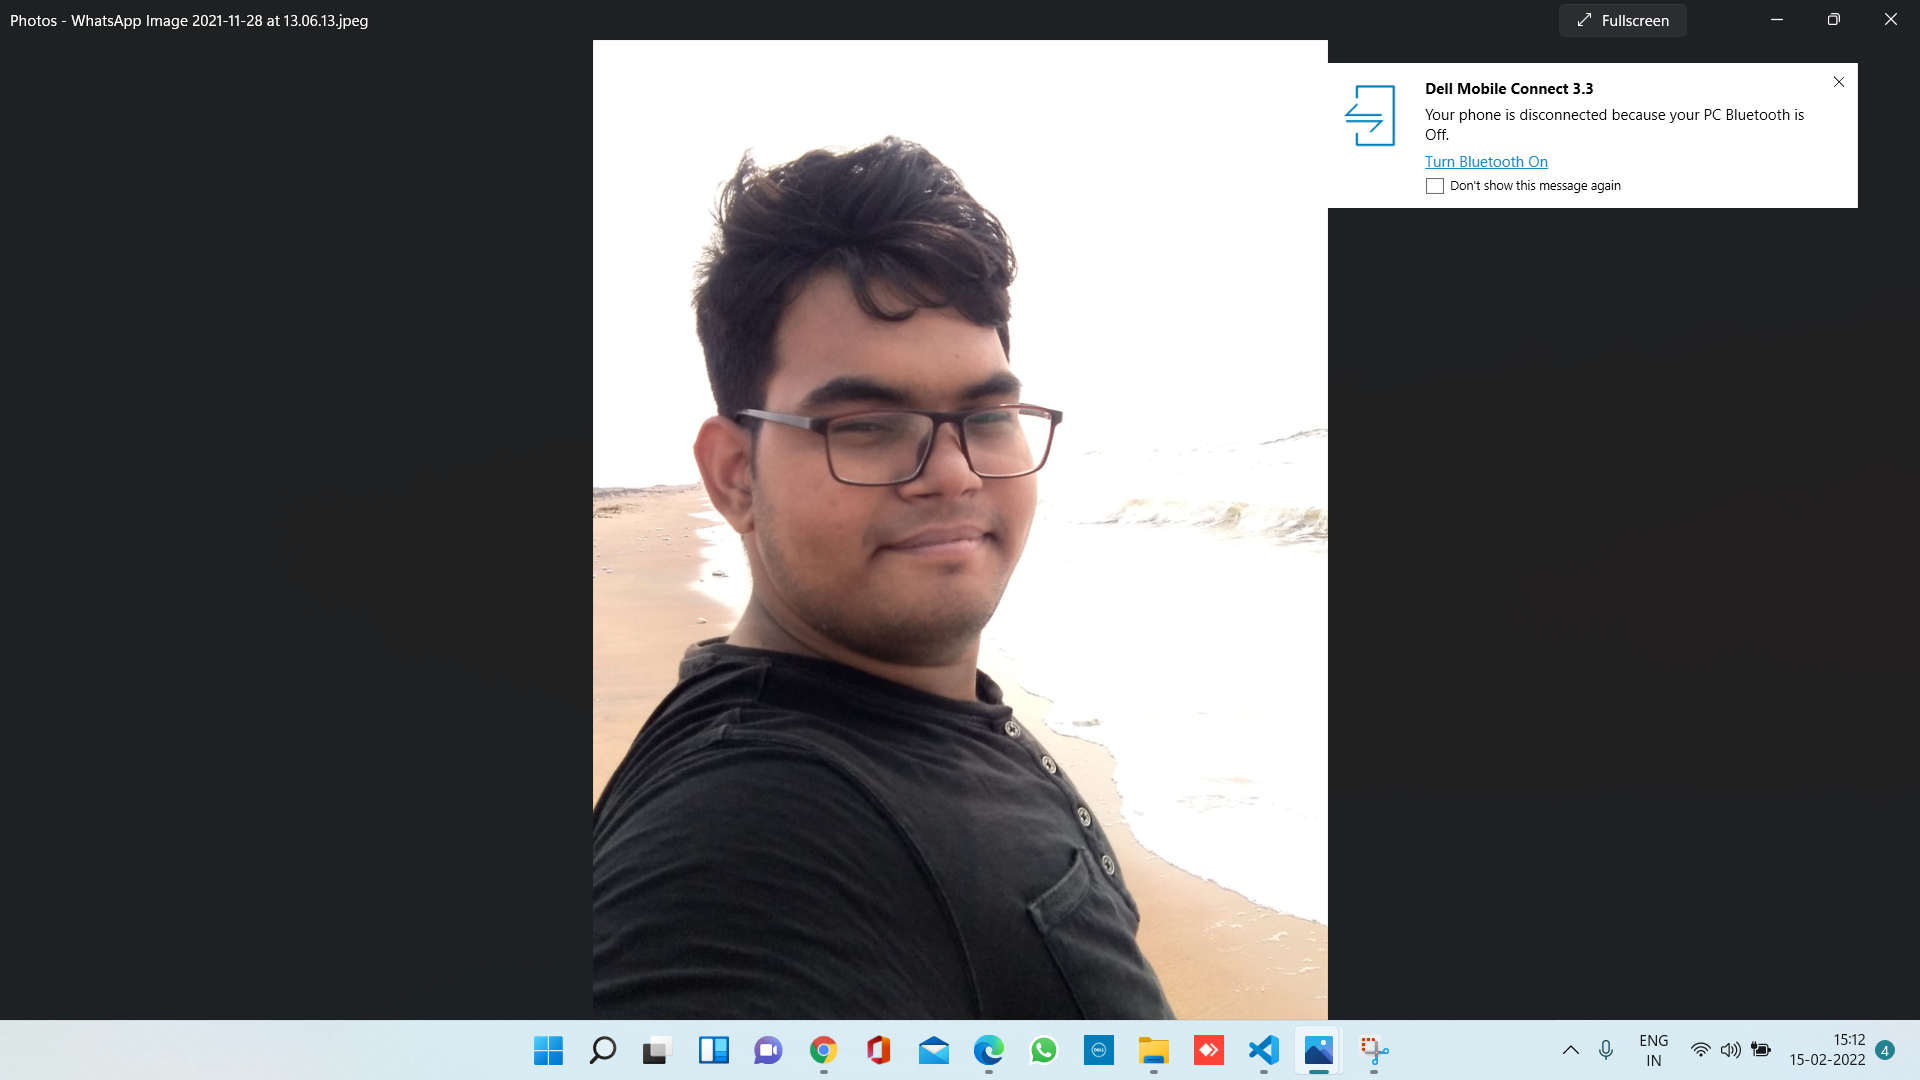 Photos - WhatsApp Image 2021-11-28 at 13.06.13.jpeg
Fullscreen
Dell Mobile Connect 3.3
Your phone is disconnected because your PC Bluetooth is
Off.
Turn Bluetooth On
Don't show this message again
DELL
ENG
IN
15:12
15-02-2022
4